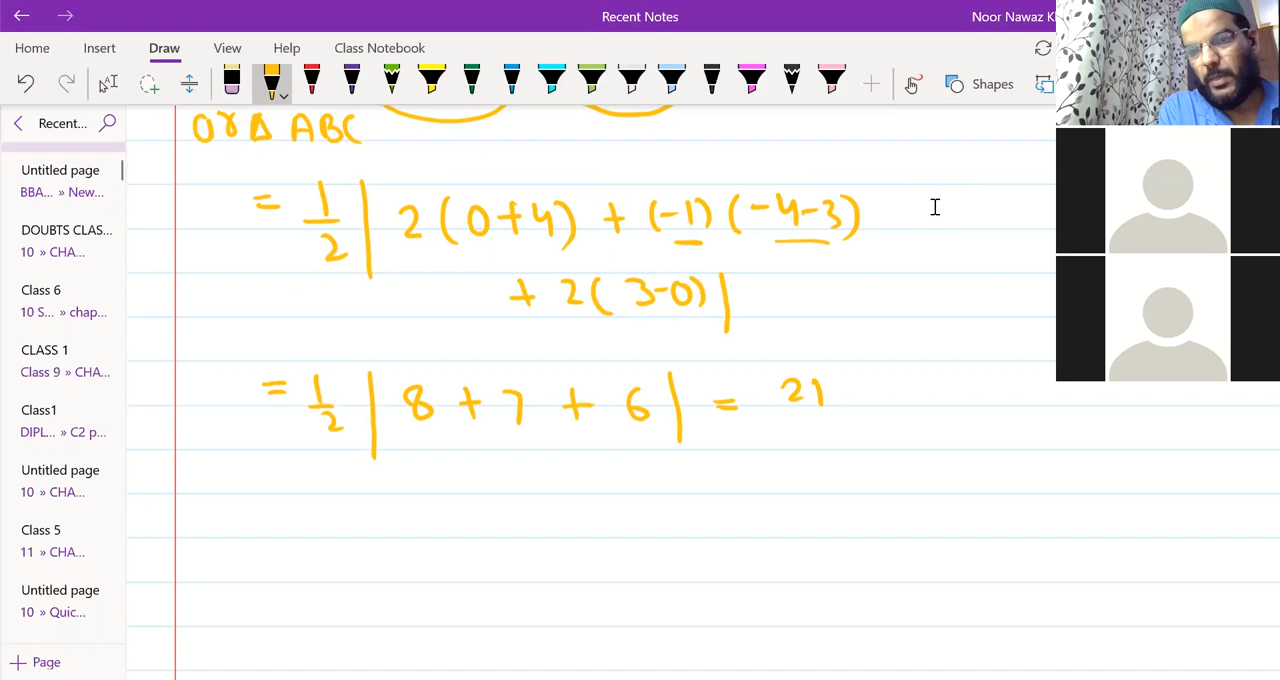 Recent Notes
Noor Nawaz K
Home Insert Draw View Help Class Notebook
Shapes
Recent...
Untitled page
BBA... » New...
DOUBTS CLAS...
10 » CHA...
Class 6
10 S... » chap...
CLASS 1
Class 9 » CHA...
Class1
DIPL... » C2 p...
Untitled page
10 » CHA...
Class 5
11 » CHA...
Untitled page
10 » Quic...
Page
or Δ ABC
= 1/2 | 2(0+4) + (-1)(-4-3)
+ 2(3-0) |
= 1/2 | 8 + 7 + 6 | = 21